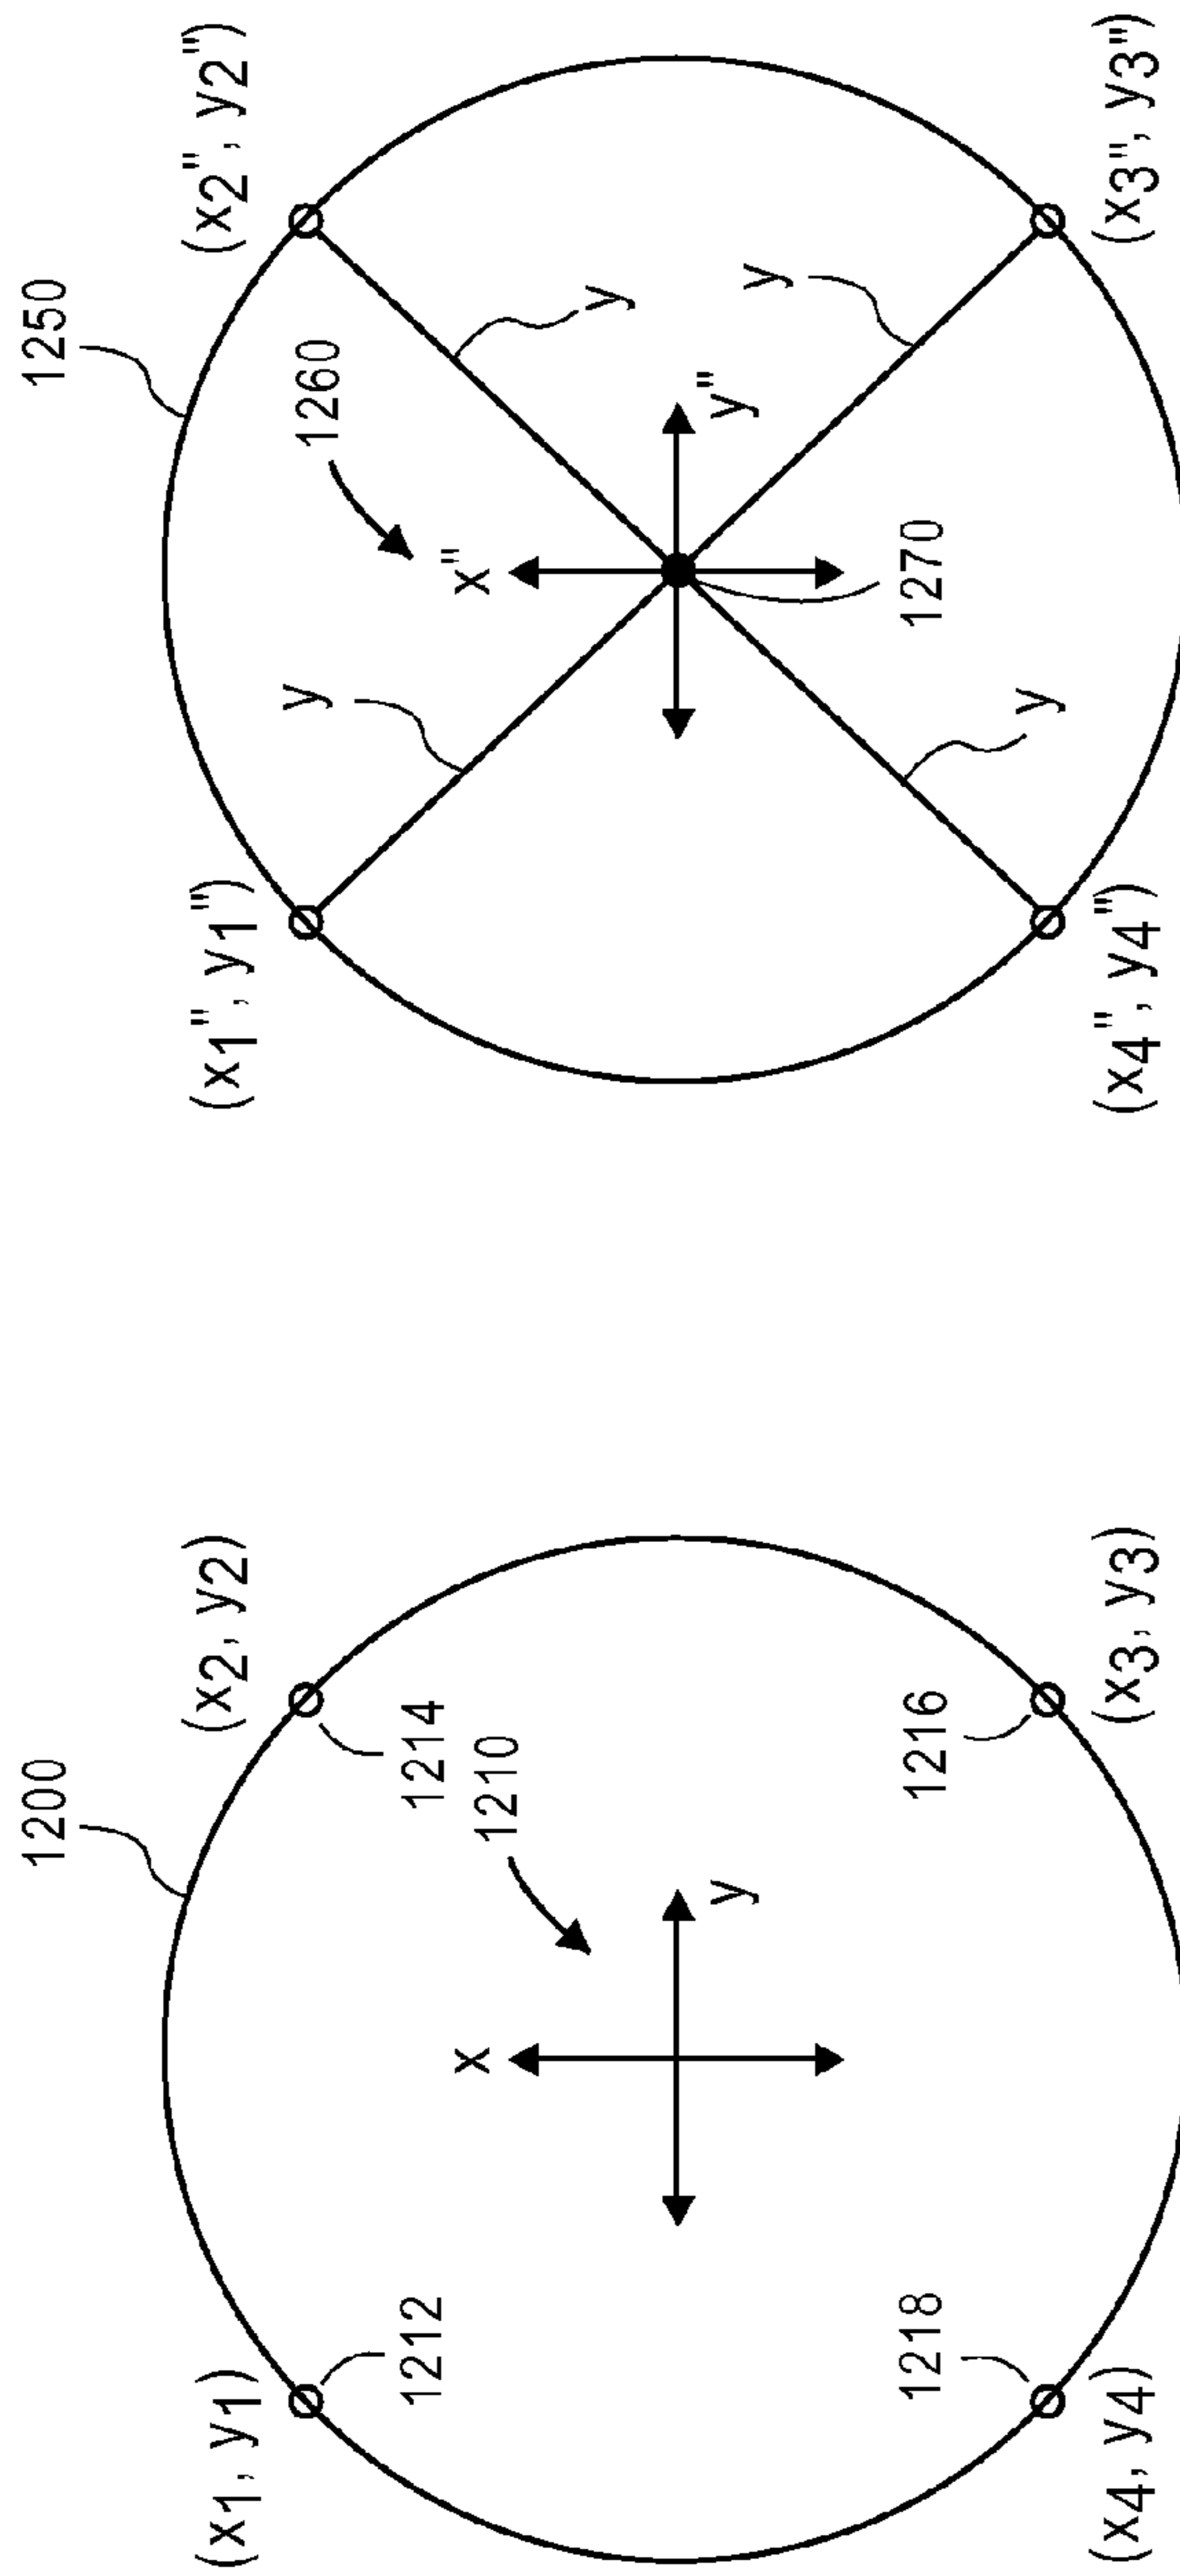 1200
(x1, y1)
(x2, y2)
1212
1214
1210
x
y
1218
1216
(x4, y4)
(x3, y3)
1250
(x1", y1")
(x2", y2")
1260
y
y
x"
y"
y
y
1270
(x4", y4")
(x3", y3")